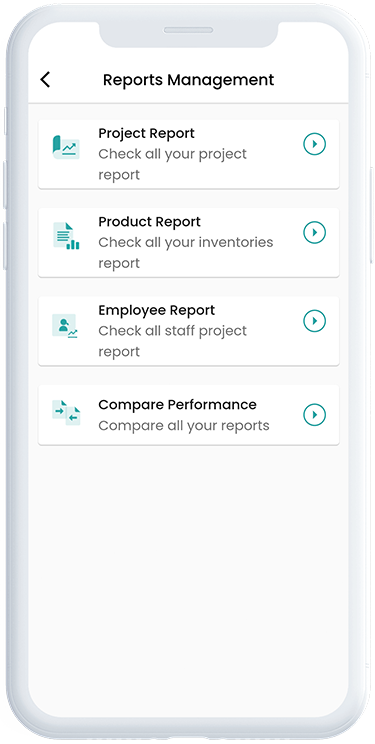 Reports Management
Project Report
Check all your project
report
Product Report
Check all your inventories
report
Employee Report
Check all staff project
report
Compare Performance
Compare all your reports